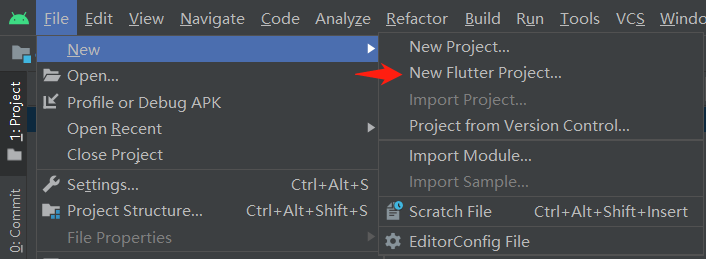 File Edit View Navigate Code Analyze Refactor Build Run Tools VCS Windo
New
Open...
Profile or Debug APK
Open Recent
Close Project
Settings... Ctrl+Alt+S
Project Structure... Ctrl+Alt+Shift+S
File Properties
New Project...
New Flutter Project...
Import Project...
Project from Version Control...
Import Module...
Import Sample...
Scratch File Ctrl+Alt+Shift+Insert
EditorConfig File
1: Project
0: Commit